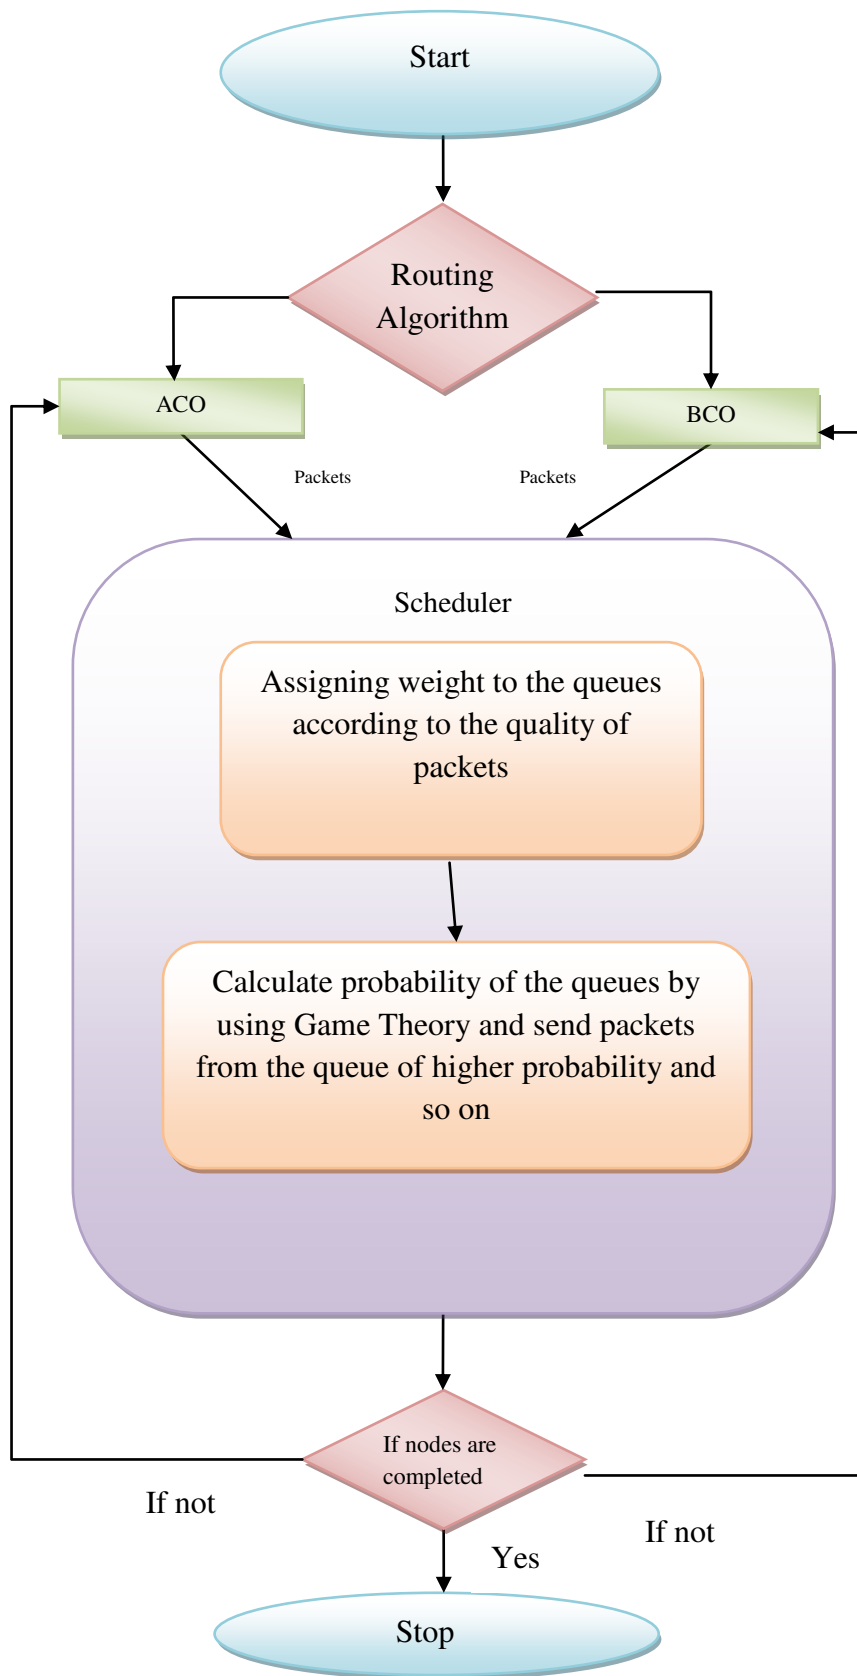 Start
Routing
Algorithm
ACO
BCO
Packets
Packets
Scheduler
Assigning weight to the queues
according to the quality of
packets
Calculate probability of the queues by
using Game Theory and send packets
from the queue of higher probability and
so on
If nodes are
completed
If not
If not
Yes
Stop